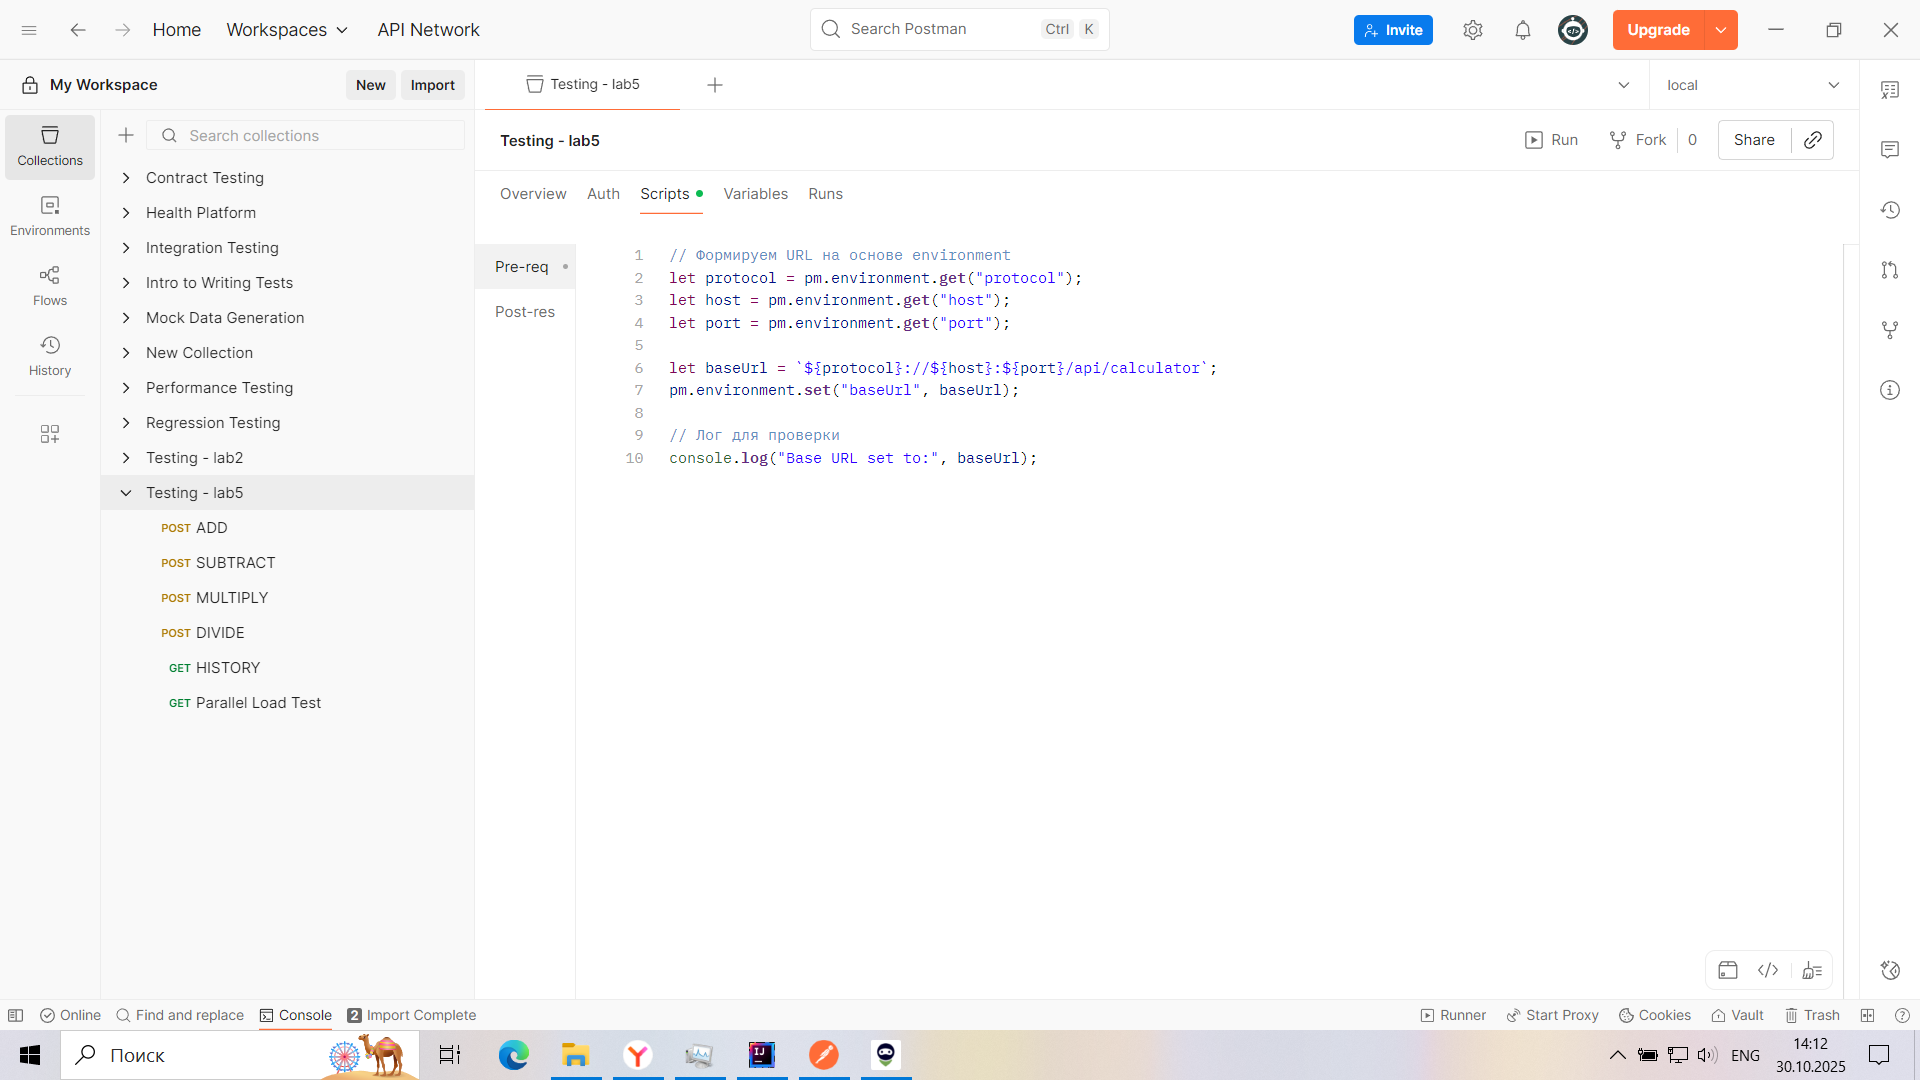 Home
Workspaces
API Network
Search Postman
Ctrl
K
Invite
Upgrade
My Workspace
New
Import
Testing - lab5
local
Collections
Environments
Flows
History
Search collections
Contract Testing
Health Platform
Integration Testing
Intro to Writing Tests
Mock Data Generation
New Collection
Performance Testing
Regression Testing
Testing - lab2
Testing - lab5
POST ADD
POST SUBTRACT
POST MULTIPLY
POST DIVIDE
GET HISTORY
GET Parallel Load Test
Testing - lab5
Run
Fork
0
Share
Overview
Auth
Scripts
Variables
Runs
Pre-req
Post-res
1 // Формируем URL на основе environment
2 let protocol = pm.environment.get("protocol");
3 let host = pm.environment.get("host");
4 let port = pm.environment.get("port");
5
6 let baseUrl = `${protocol}://${host}:${port}/api/calculator`;
7 pm.environment.set("baseUrl", baseUrl);
8
9 // Лог для проверки
10 console.log("Base URL set to:", baseUrl);
Online
Find and replace
Console
2 Import Complete
Runner
Start Proxy
Cookies
Vault
Trash
Поиск
ENG
14:12
30.10.2025